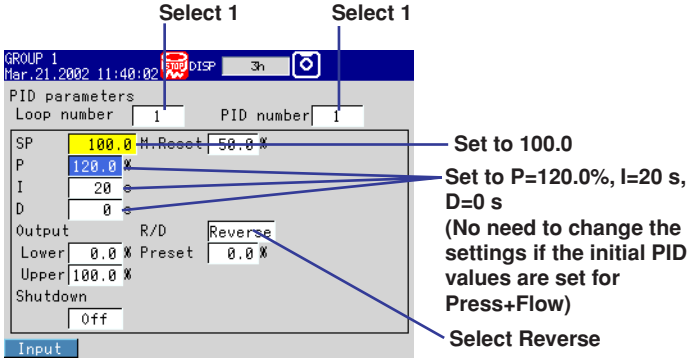 Select 1 Select 1
GROUP 1
Mar.21.2002 11:40:02 STOP DISP 3h
PID parameters
Loop number 1 PID number 1
SP 100.0 M.Reset 50.0 %
P 120.0 %
I 20 s
D 0 s
Output R/D Reverse
Lower 0.0 % Preset 0.0 %
Upper 100.0 %
Shutdown
Off
Input
Set to 100.0
Set to P=120.0%, I=20 s,
D=0 s
(No need to change the
settings if the initial PID
values are set for
Press+Flow)
Select Reverse